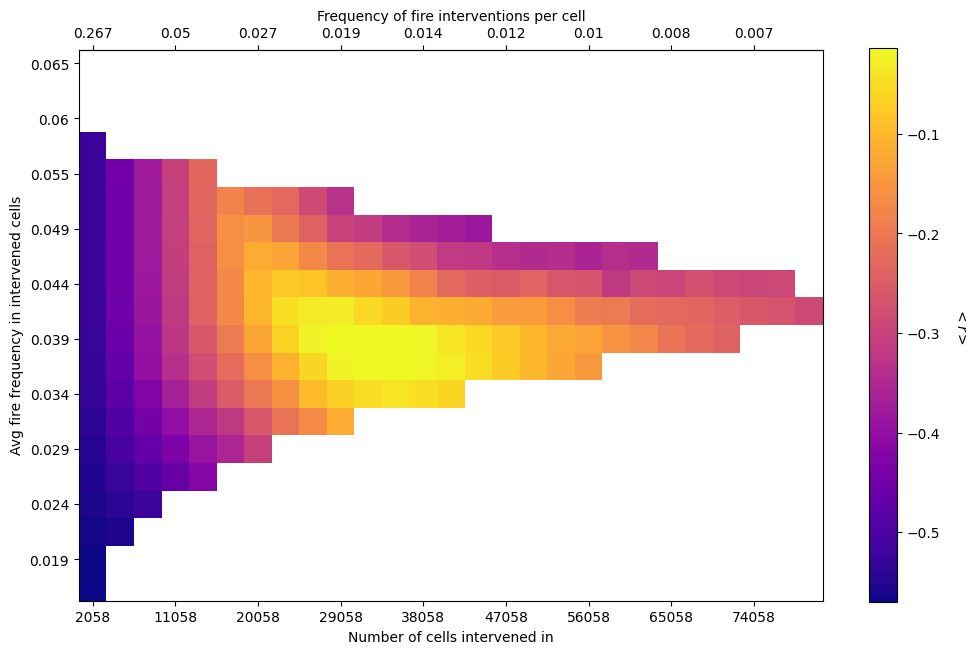 Frequency of fire interventions per cell
0.267 0.05 0.027 0.019 0.014 0.012 0.01 0.008 0.007
Avg fire frequency in intervened cells
0.065
0.06
0.055
0.049
0.044
0.039
0.034
0.029
0.024
0.019
2058 11058 20058 29058 38058 47058 56058 65058 74058
Number of cells intervened in
−0.1
−0.2
−0.3
−0.4
−0.5
< r >